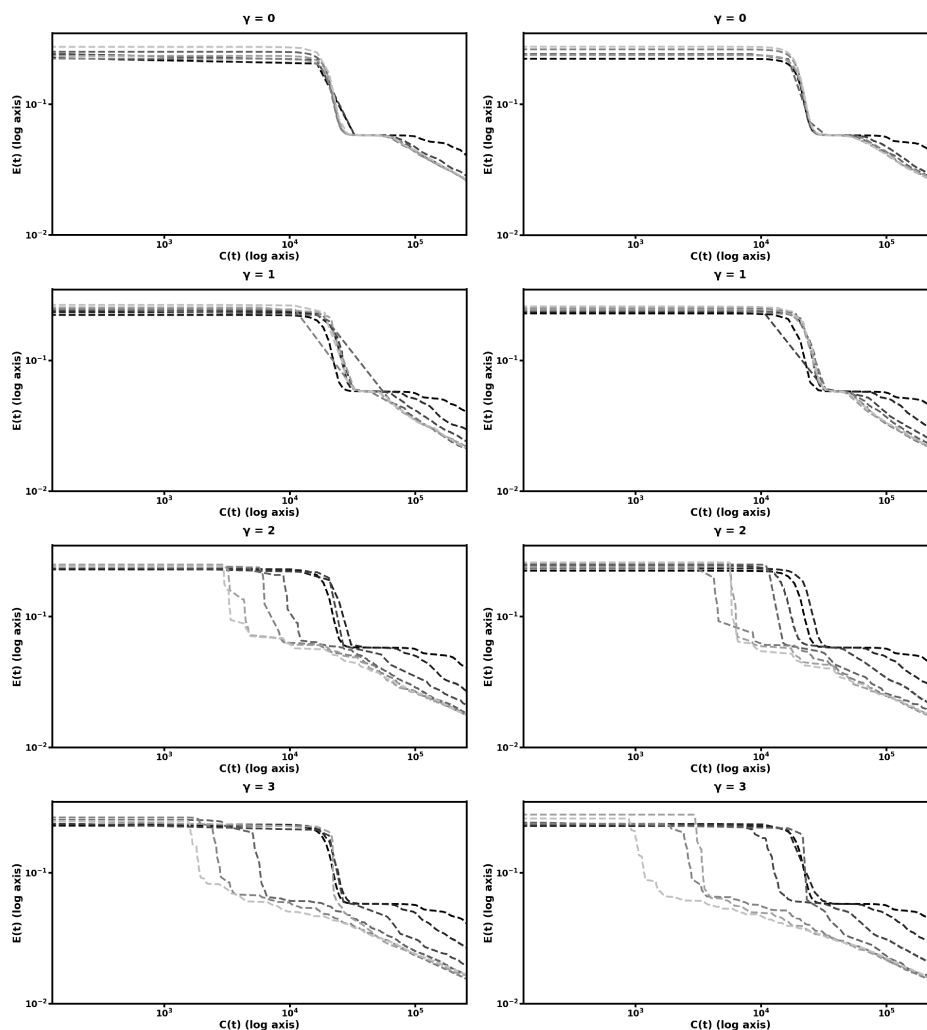 γ = 0
γ = 0
E(t) (log axis)
10⁻¹
10⁻²
10³
10⁴
10⁵
C(t) (log axis)
E(t) (log axis)
10⁻¹
10⁻²
10³
10⁴
10⁵
C(t) (log axis)
γ = 1
γ = 1
E(t) (log axis)
10⁻¹
10⁻²
10³
10⁴
10⁵
C(t) (log axis)
E(t) (log axis)
10⁻¹
10⁻²
10³
10⁴
10⁵
C(t) (log axis)
γ = 2
γ = 2
E(t) (log axis)
10⁻¹
10⁻²
10³
10⁴
10⁵
C(t) (log axis)
E(t) (log axis)
10⁻¹
10⁻²
10³
10⁴
10⁵
C(t) (log axis)
γ = 3
γ = 3
E(t) (log axis)
10⁻¹
10⁻²
10³
10⁴
10⁵
C(t) (log axis)
E(t) (log axis)
10⁻¹
10⁻²
10³
10⁴
10⁵
C(t) (log axis)